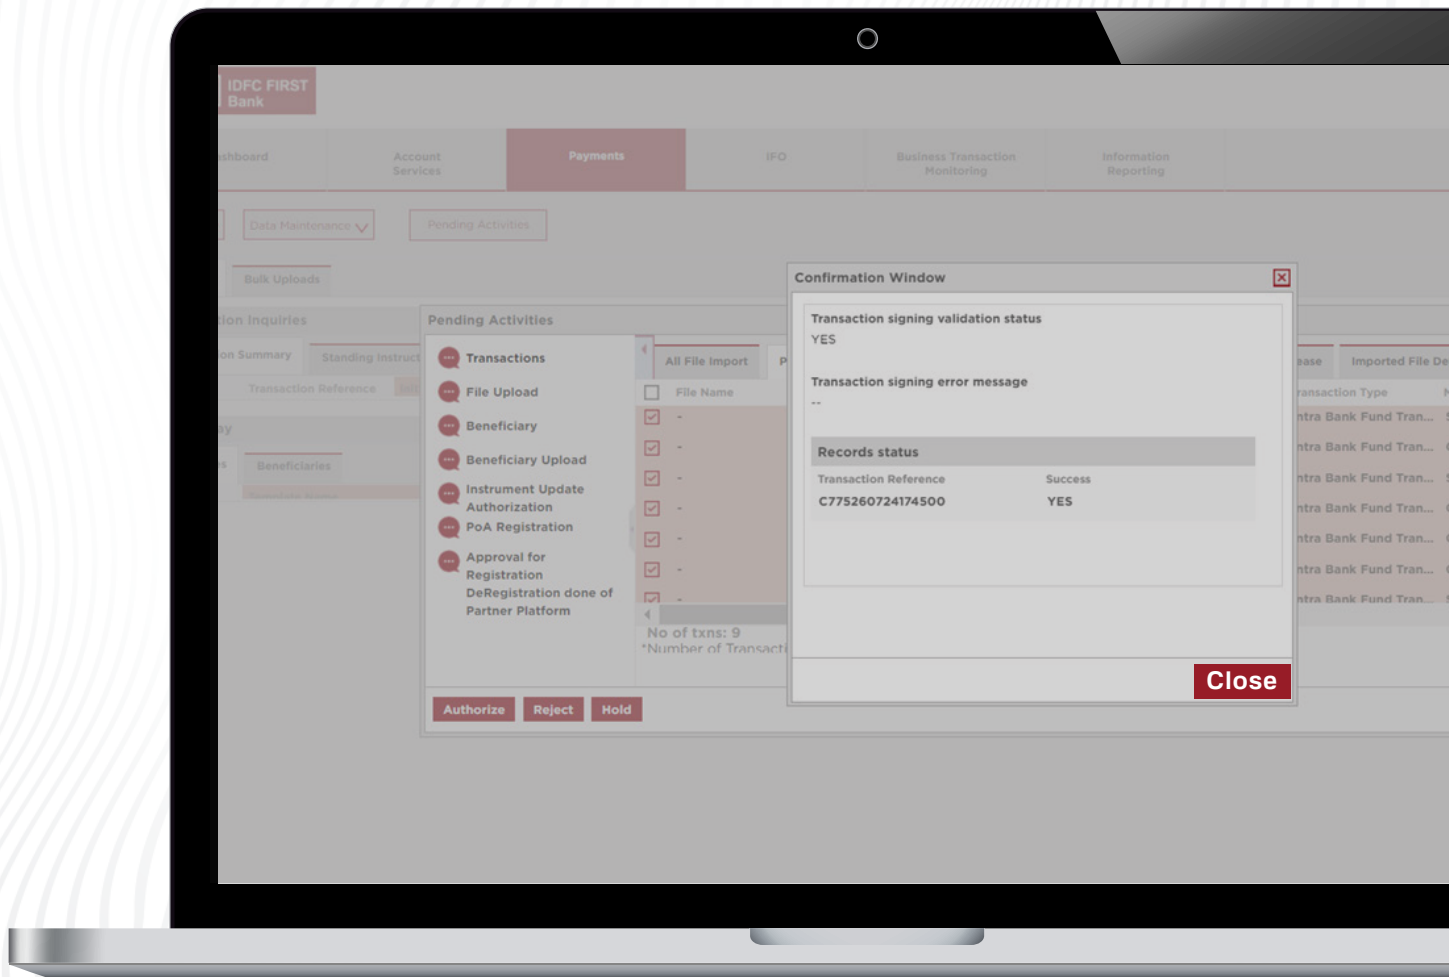 IDFC FIRST
Bank
shboard
Account
Services
Payments
IFO
Business Transaction
Monitoring
Information
Reporting
Data Maintenance
Pending Activities
Bulk Uploads
tion Inquiries
on Summary
Standing Instruct
Transaction Reference
ay
s
Beneficiaries
Template Name
Pending Activities
Transactions
File Upload
Beneficiary
Beneficiary Upload
Instrument Update
Authorization
PoA Registration
Approval for
Registration
DeRegistration done of
Partner Platform
All File Import
P
File Name
-
-
-
-
-
-
-
No of txns: 9
*Number of Transacti
Authorize
Reject
Hold
Confirmation Window
Transaction signing validation status
YES
Transaction signing error message
--
Records status
Transaction Reference Success
C775260724174500 YES
Close
ease
Imported File De
ransaction Type
ntra Bank Fund Tran...
ntra Bank Fund Tran...
ntra Bank Fund Tran...
ntra Bank Fund Tran...
ntra Bank Fund Tran...
ntra Bank Fund Tran...
ntra Bank Fund Tran...